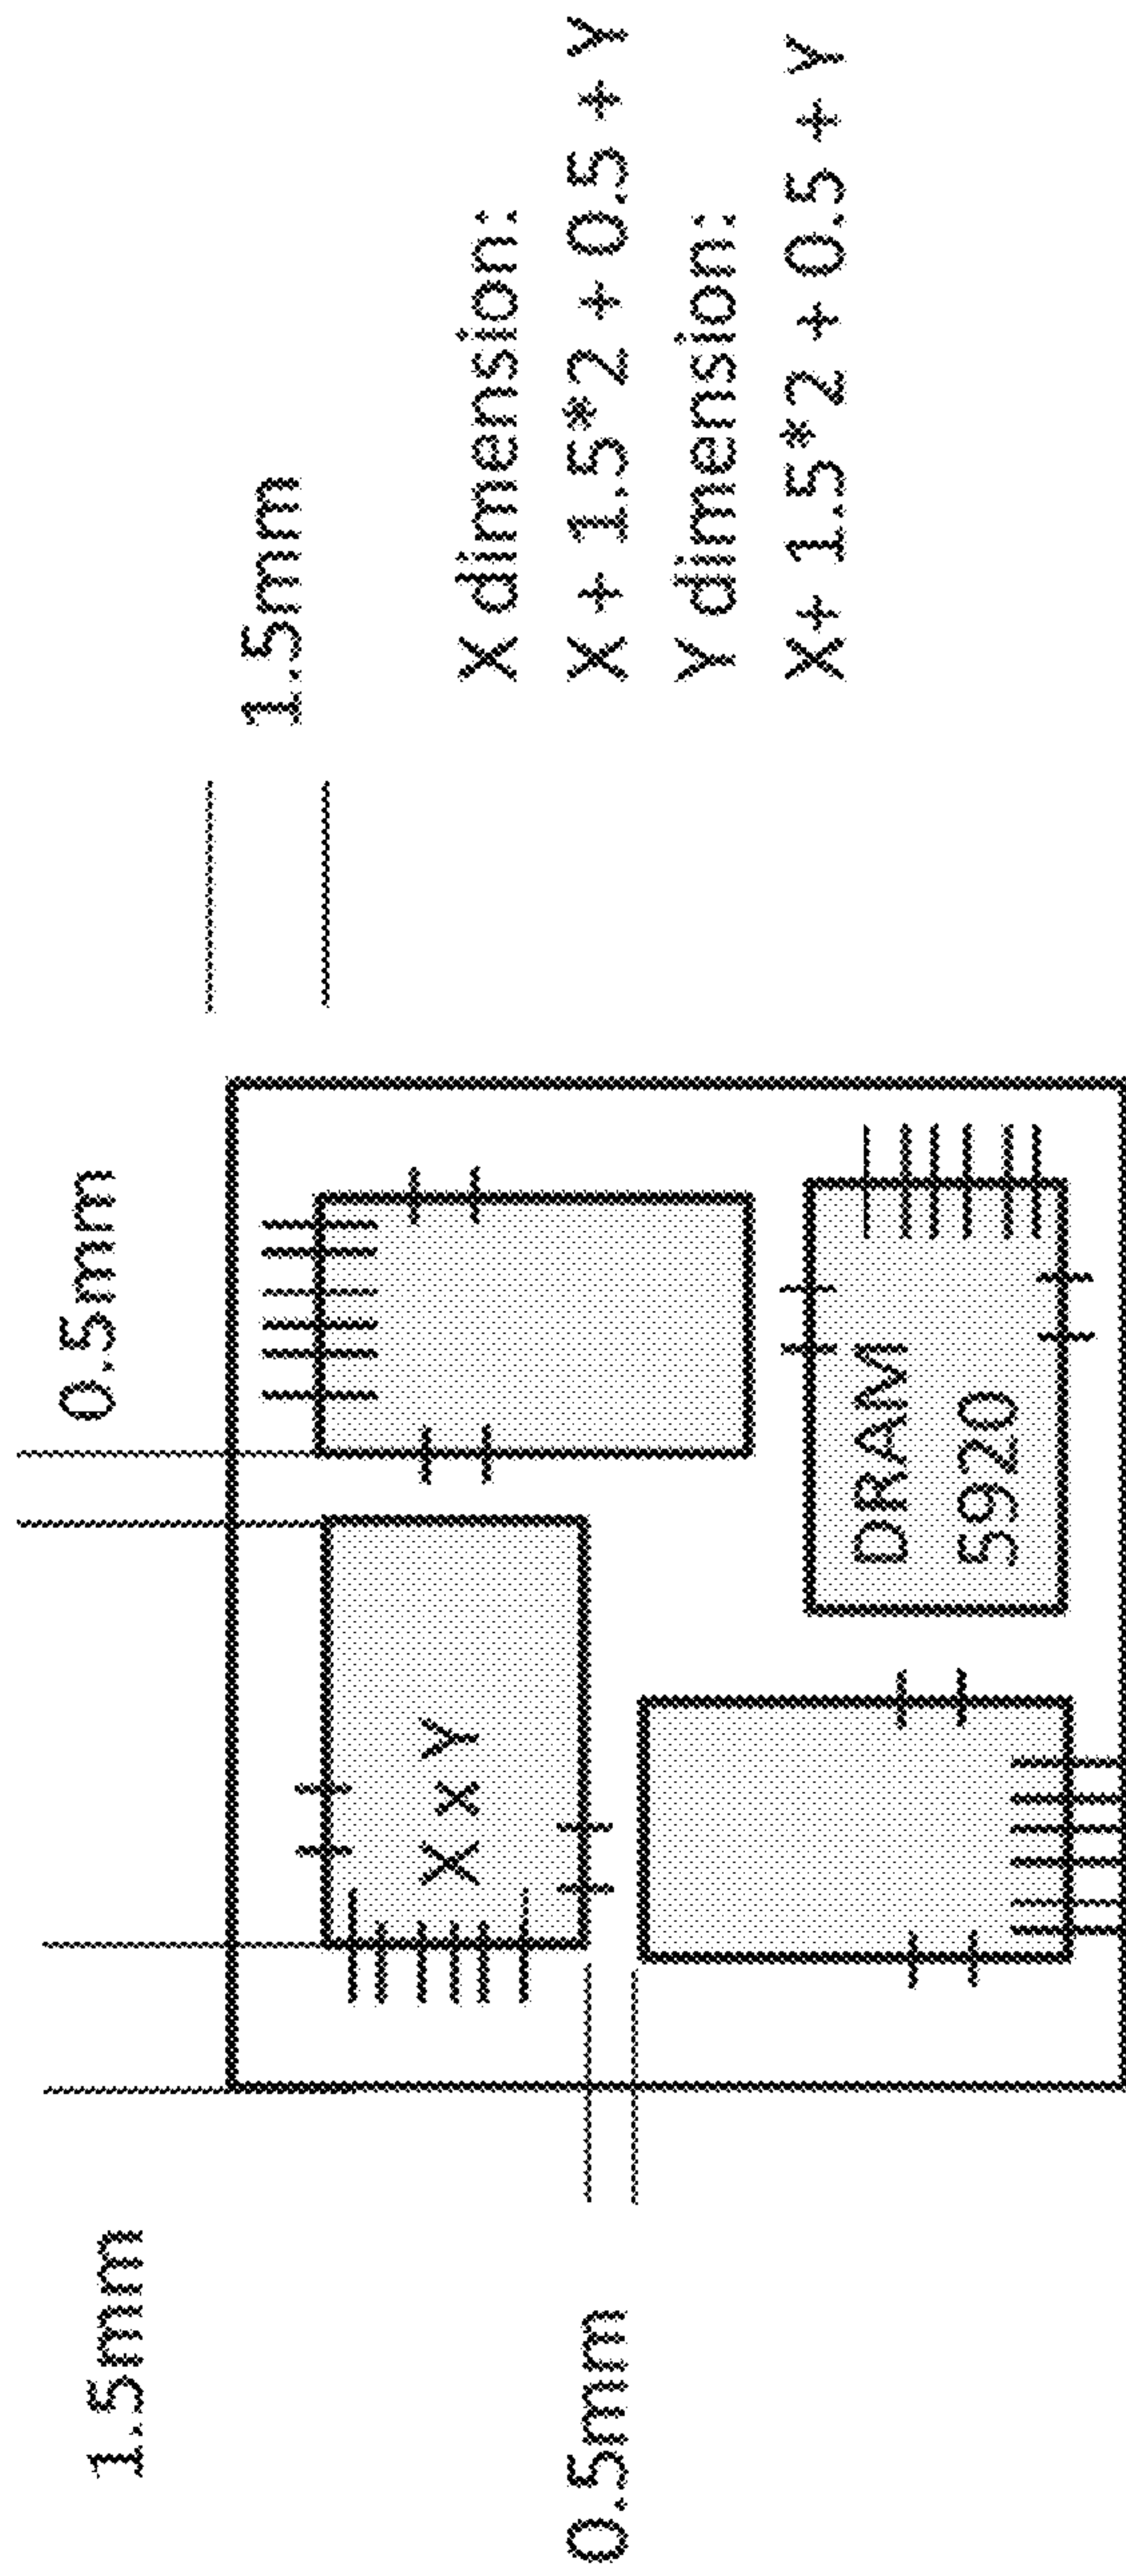 1.5mm
0.5mm
1.5mm
0.5mm
X x Y
DRAM
5920
X dimension:
X + 1.5*2 + 0.5 + Y
Y dimension:
X+ 1.5*2 + 0.5 + Y